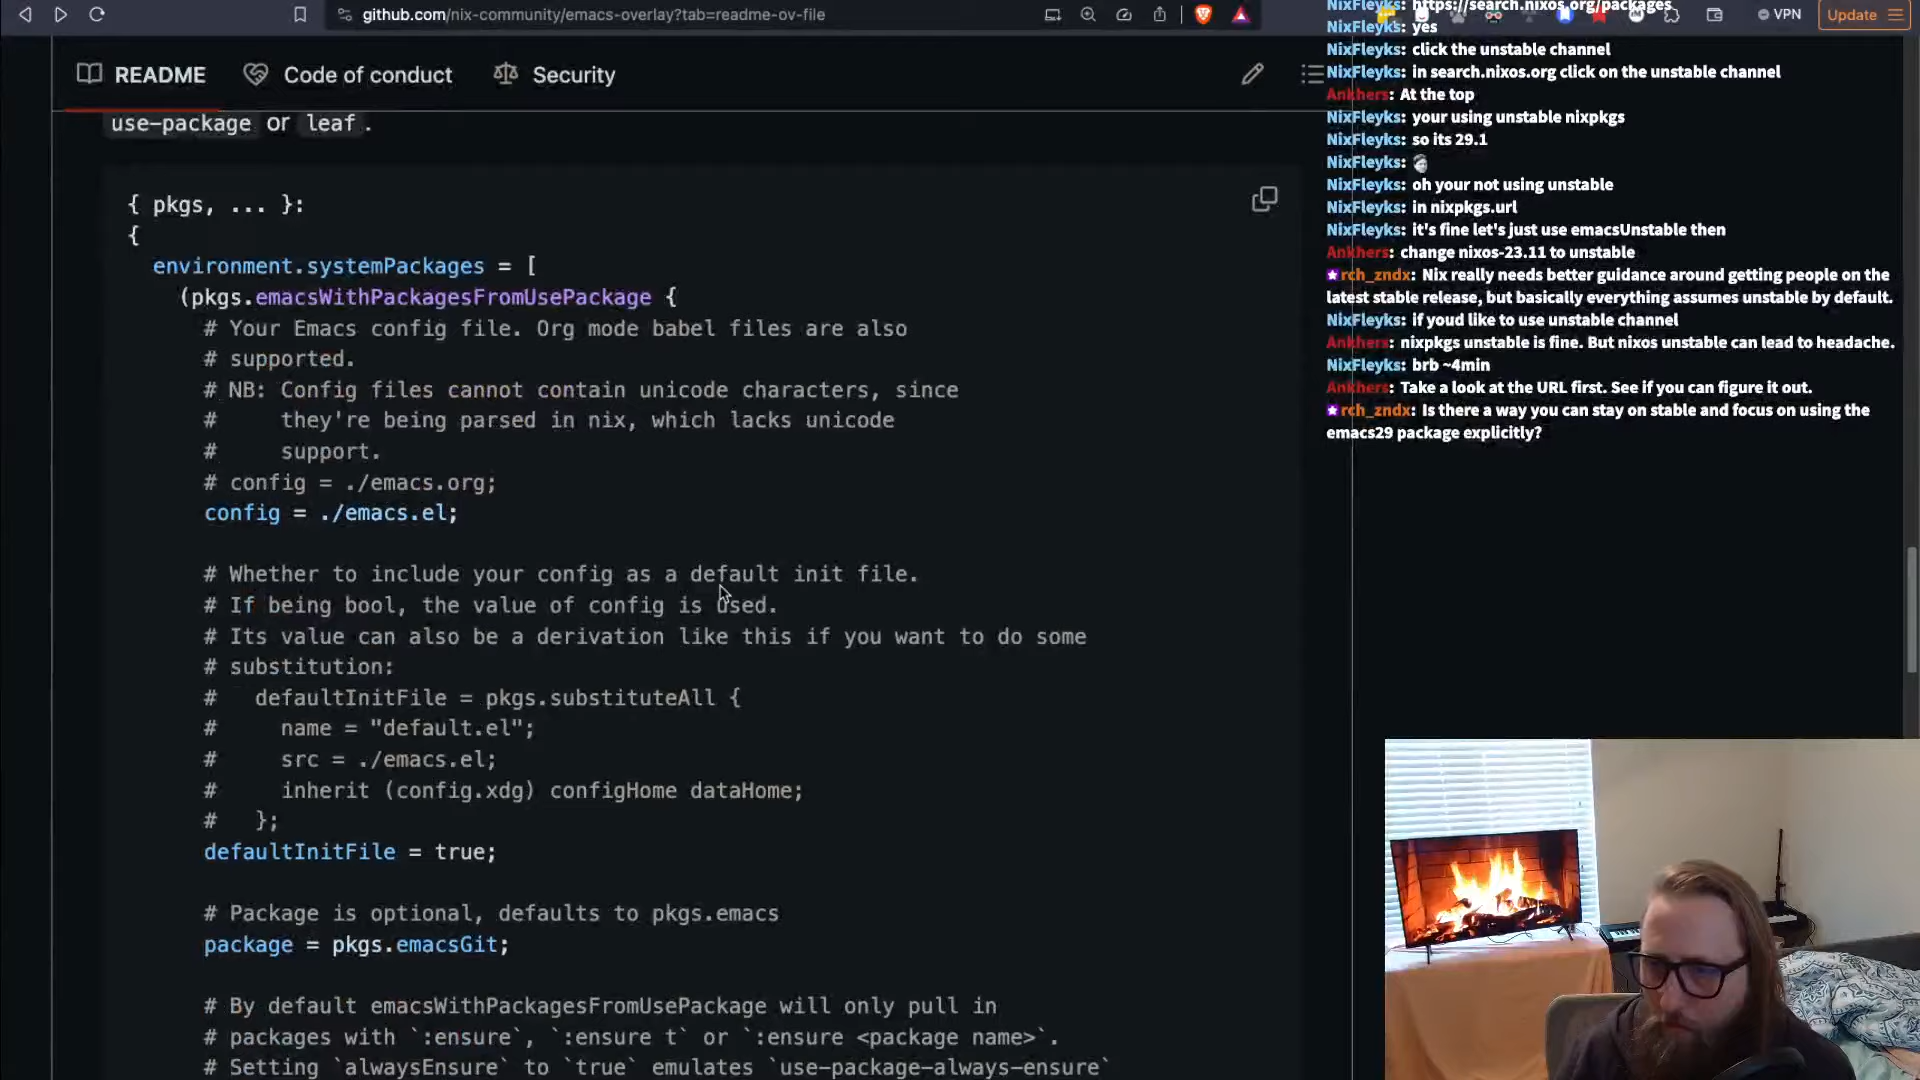 github.com/nix-community/emacs-overlay?tab=readme-ov-file
VPN
Update
README
Code of conduct
Security
use-package or leaf.
{ pkgs, ... }:
{
environment.systemPackages = [
(pkgs.emacsWithPackagesFromUsePackage {
# Your Emacs config file. Org mode babel files are also
# supported.
# NB: Config files cannot contain unicode characters, since
#     they're being parsed in nix, which lacks unicode
#     support.
# config = ./emacs.org;
config = ./emacs.el;
# Whether to include your config as a default init file.
# If being bool, the value of config is used.
# Its value can also be a derivation like this if you want to do some
# substitution:
#   defaultInitFile = pkgs.substituteAll {
#     name = "default.el";
#     src = ./emacs.el;
#     inherit (config.xdg) configHome dataHome;
#   };
defaultInitFile = true;
# Package is optional, defaults to pkgs.emacs
package = pkgs.emacsGit;
# By default emacsWithPackagesFromUsePackage will only pull in
# packages with `:ensure`, `:ensure t` or `:ensure <package name>`.
# Setting `alwaysEnsure` to `true` emulates `use-package-always-ensure`
NixFleyks: https://search.nixos.org/packages
NixFleyks: yes
NixFleyks: click the unstable channel
NixFleyks: in search.nixos.org click on the unstable channel
Ankhers: At the top
NixFleyks: your using unstable nixpkgs
NixFleyks: so its 29.1
NixFleyks:
NixFleyks: oh your not using unstable
NixFleyks: in nixpkgs.url
NixFleyks: it's fine let's just use emacsUnstable then
Ankhers: change nixos-23.11 to unstable
rch_zndx: Nix really needs better guidance around getting people on the
latest stable release, but basically everything assumes unstable by default.
NixFleyks: if youd like to use unstable channel
Ankhers: nixpkgs unstable is fine. But nixos unstable can lead to headache.
NixFleyks: brb ~4min
Ankhers: Take a look at the URL first. See if you can figure it out.
rch_zndx: Is there a way you can stay on stable and focus on using the
emacs29 package explicitly?